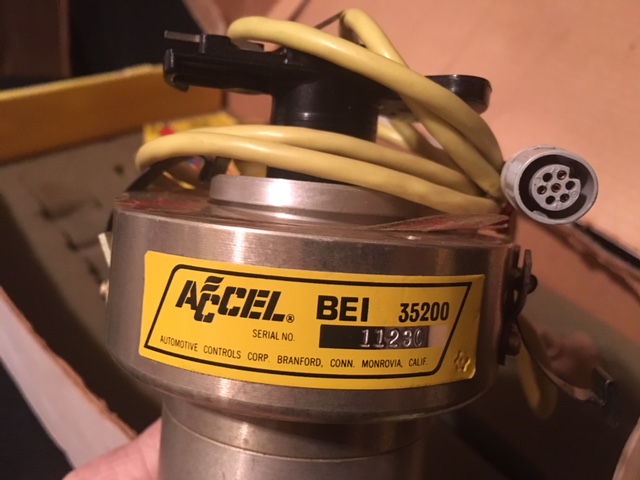 ACCEL® BEI 35200
SERIAL NO. 11230
AUTOMOTIVE CONTROLS CORP. BRANFORD, CONN. MONROVIA, CALIF.